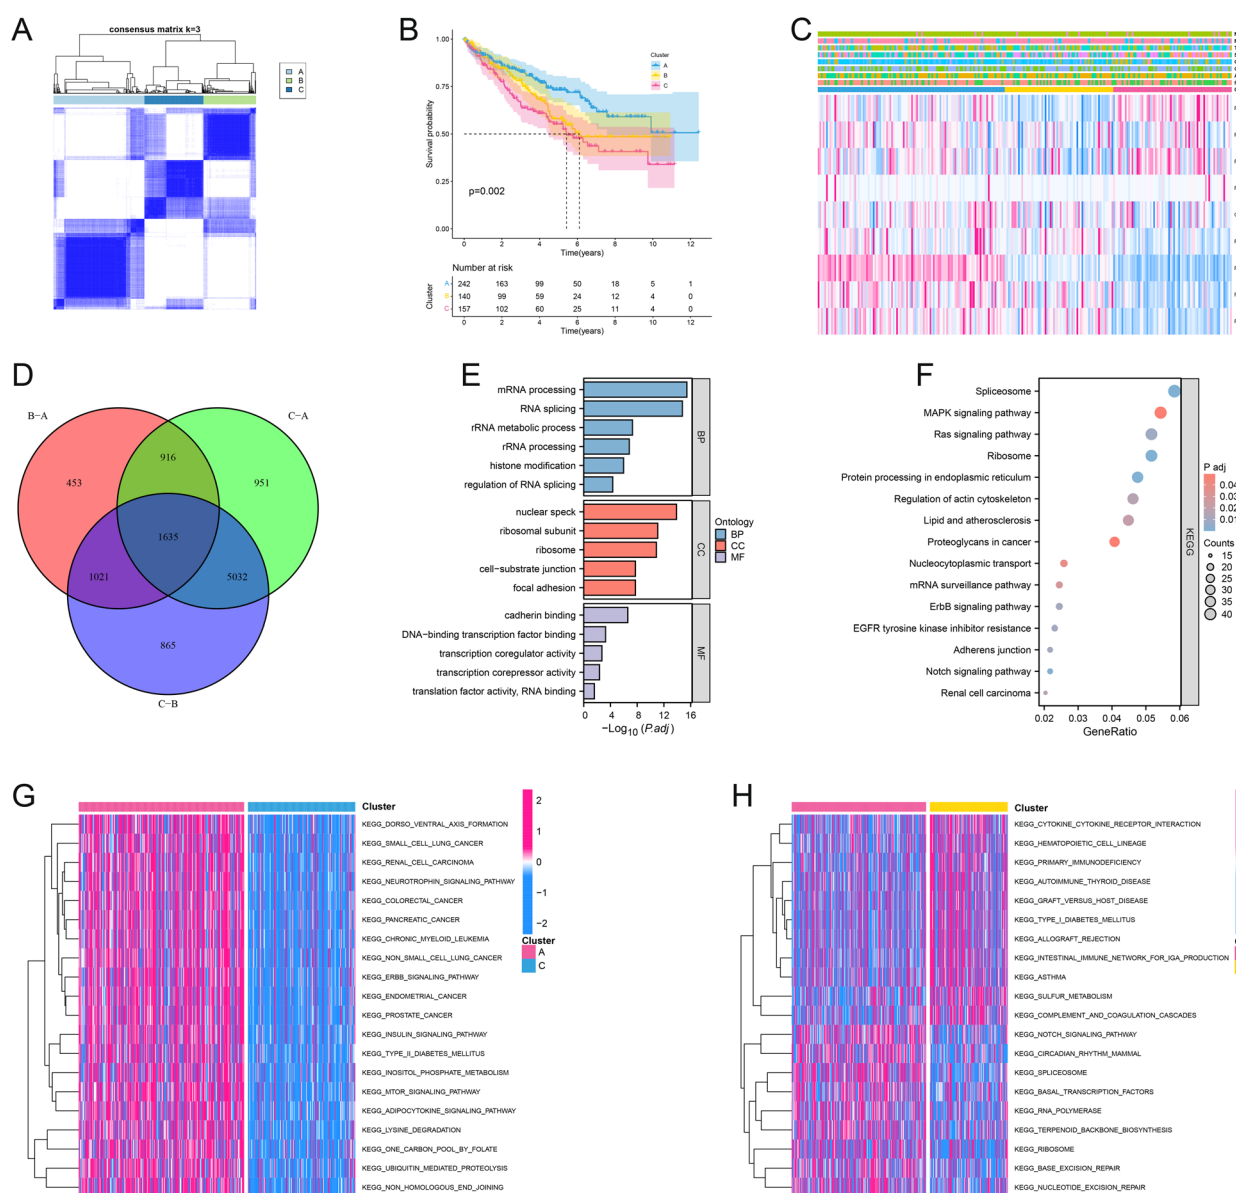 A
consensus matrix k=3
A
B
C
B
Cluster
A
B
C
1.00
0.75
0.50
0.25
0.00
Survival probability
p=0.002
0 2 4 6 8 10 12
Time(years)
Number at risk
Cluster
A 242 163 99 50 18 5 1
B 140 99 59 24 12 4 0
C 157 102 60 25 11 4 0
0 2 4 6 8 10 12
Time(years)
C
D
B−A
C−A
453
916
951
1635
1021
5032
865
C−B
E
mRNA processing
RNA splicing
rRNA metabolic process
rRNA processing
histone modification
regulation of RNA splicing
BP
nuclear speck
ribosomal subunit
ribosome
cell−substrate junction
focal adhesion
CC
cadherin binding
DNA−binding transcription factor binding
transcription coregulator activity
transcription corepressor activity
translation factor activity, RNA binding
MF
0 4 8 12 16
−Log10 (P.adj)
Ontology
BP
CC
MF
F
Spliceosome
MAPK signaling pathway
Ras signaling pathway
Ribosome
Protein processing in endoplasmic reticulum
Regulation of actin cytoskeleton
Lipid and atherosclerosis
Proteoglycans in cancer
Nucleocytoplasmic transport
mRNA surveillance pathway
ErbB signaling pathway
EGFR tyrosine kinase inhibitor resistance
Adherens junction
Notch signaling pathway
Renal cell carcinoma
KEGG
0.02 0.03 0.04 0.05 0.06
GeneRatio
P adj
0.04
0.03
0.02
0.01
Counts
15
20
25
30
35
40
G
Cluster
KEGG_DORSO_VENTRAL_AXIS_FORMATION
KEGG_SMALL_CELL_LUNG_CANCER
KEGG_RENAL_CELL_CARCINOMA
KEGG_NEUROTROPHIN_SIGNALING_PATHWAY
KEGG_COLORECTAL_CANCER
KEGG_PANCREATIC_CANCER
KEGG_CHRONIC_MYELOID_LEUKEMIA
KEGG_NON_SMALL_CELL_LUNG_CANCER
KEGG_ERBB_SIGNALING_PATHWAY
KEGG_ENDOMETRIAL_CANCER
KEGG_PROSTATE_CANCER
KEGG_INSULIN_SIGNALING_PATHWAY
KEGG_TYPE_II_DIABETES_MELLITUS
KEGG_INOSITOL_PHOSPHATE_METABOLISM
KEGG_MTOR_SIGNALING_PATHWAY
KEGG_ADIPOCYTOKINE_SIGNALING_PATHWAY
KEGG_LYSINE_DEGRADATION
KEGG_ONE_CARBON_POOL_BY_FOLATE
KEGG_UBIQUITIN_MEDIATED_PROTEOLYSIS
KEGG_NON_HOMOLOGOUS_END_JOINING
2
1
0
−1
−2
Cluster
A
C
H
Cluster
KEGG_CYTOKINE_CYTOKINE_RECEPTOR_INTERACTION
KEGG_HEMATOPOIETIC_CELL_LINEAGE
KEGG_PRIMARY_IMMUNODEFICIENCY
KEGG_AUTOIMMUNE_THYROID_DISEASE
KEGG_GRAFT_VERSUS_HOST_DISEASE
KEGG_TYPE_I_DIABETES_MELLITUS
KEGG_ALLOGRAFT_REJECTION
KEGG_INTESTINAL_IMMUNE_NETWORK_FOR_IGA_PRODUCTION
KEGG_ASTHMA
KEGG_SULFUR_METABOLISM
KEGG_COMPLEMENT_AND_COAGULATION_CASCADES
KEGG_NOTCH_SIGNALING_PATHWAY
KEGG_CIRCADIAN_RHYTHM_MAMMAL
KEGG_SPLICEOSOME
KEGG_BASAL_TRANSCRIPTION_FACTORS
KEGG_RNA_POLYMERASE
KEGG_TERPENOID_BACKBONE_BIOSYNTHESIS
KEGG_RIBOSOME
KEGG_BASE_EXCISION_REPAIR
KEGG_NUCLEOTIDE_EXCISION_REPAIR